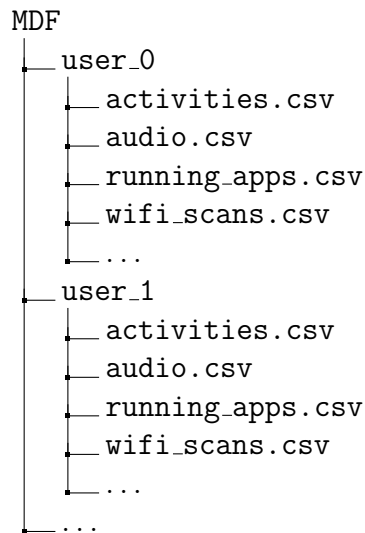 MDF
user_0
activities.csv
audio.csv
running_apps.csv
wifi_scans.csv
...
user_1
activities.csv
audio.csv
running_apps.csv
wifi_scans.csv
...
...